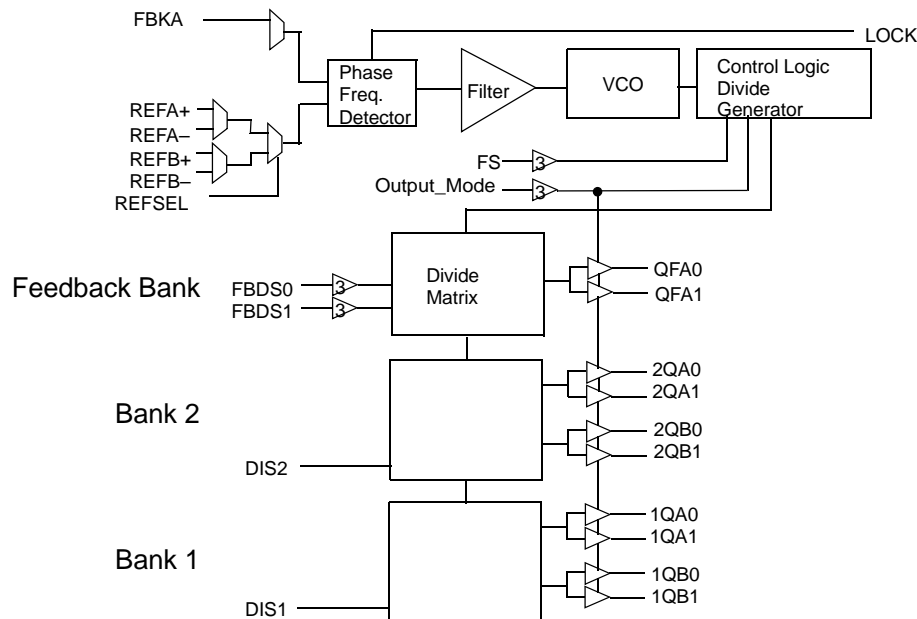 FBKA
LOCK
Phase
Freq.
Detector
Filter
VCO
Control Logic
Divide
Generator
REFA+
REFA–
REFB+
REFB–
REFSEL
FS
3
Output_Mode
3
Feedback Bank
FBDS0
3
FBDS1
3
Divide
Matrix
QFA0
QFA1
Bank 2
2QA0
2QA1
2QB0
2QB1
DIS2
Bank 1
1QA0
1QA1
1QB0
1QB1
DIS1